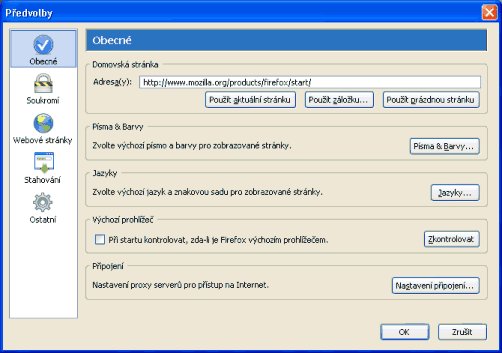 Předvolby
Obecné
Soukromí
Webové stránky
Stahování
Ostatní
Obecné
Domovská stránka
Adresa(y): http://www.mozilla.org/products/firefox/start/
Použít aktuální stránku Použít záložku... Použít prázdnou stránku
Písma & Barvy
Zvolte výchozí písmo a barvy pro zobrazované stránky. Písma & Barvy...
Jazyky
Zvolte výchozí jazyk a znakovou sadu pro zobrazované stránky. Jazyky...
Výchozí prohlížeč
Při startu kontrolovat, zda-li je Firefox výchozím prohlížečem. Zkontrolovat
Připojení
Nastavení proxy serverů pro přístup na Internet. Nastavení připojení...
OK Zrušit